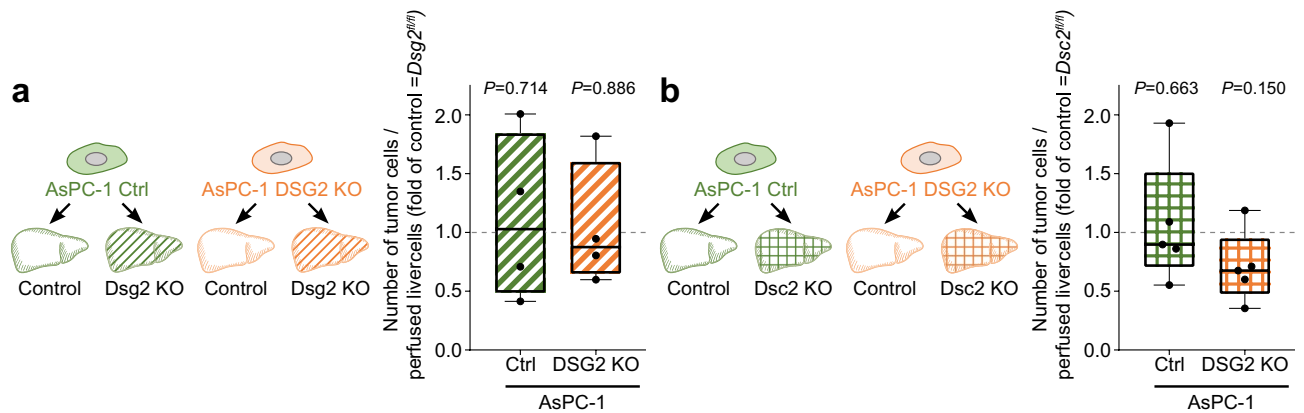 a
AsPC-1 Ctrl
AsPC-1 DSG2 KO
Control
Dsg2 KO
Control
Dsg2 KO
Number of tumor cells /
perfused livercells (fold of control =Dsg2fl/fl)
P=0.714
P=0.886
2.0
1.5
1.0
0.5
0.0
Ctrl
DSG2 KO
AsPC-1
b
AsPC-1 Ctrl
AsPC-1 DSG2 KO
Control
Dsc2 KO
Control
Dsc2 KO
Number of tumor cells /
perfused livercells (fold of control =Dsc2fl/fl)
P=0.663
P=0.150
2.0
1.5
1.0
0.5
0.0
Ctrl
DSG2 KO
AsPC-1